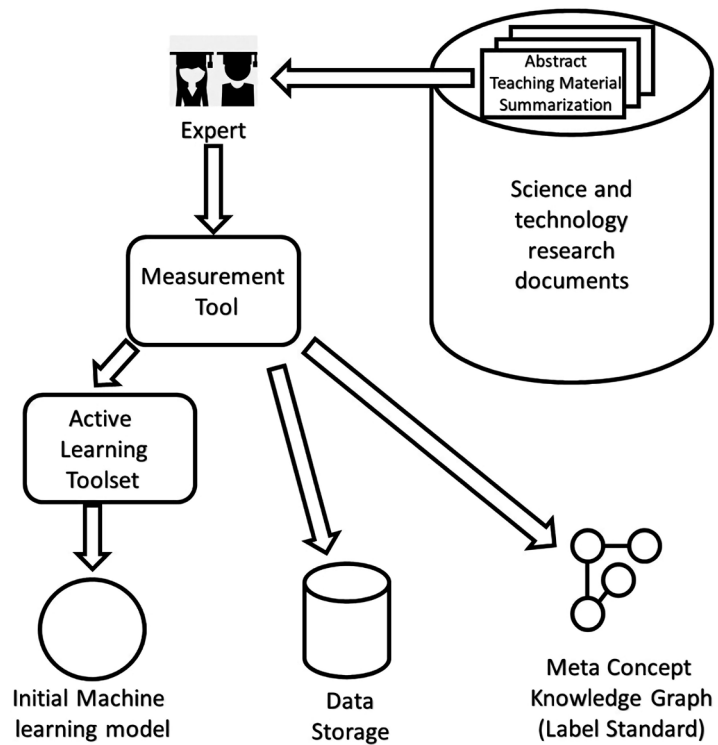 Abstract
Teaching Material
Summarization
Expert
Science and
technology
research
documents
Measurement
Tool
Active
Learning
Toolset
Initial Machine
learning model
Data
Storage
Meta Concept
Knowledge Graph
(Label Standard)